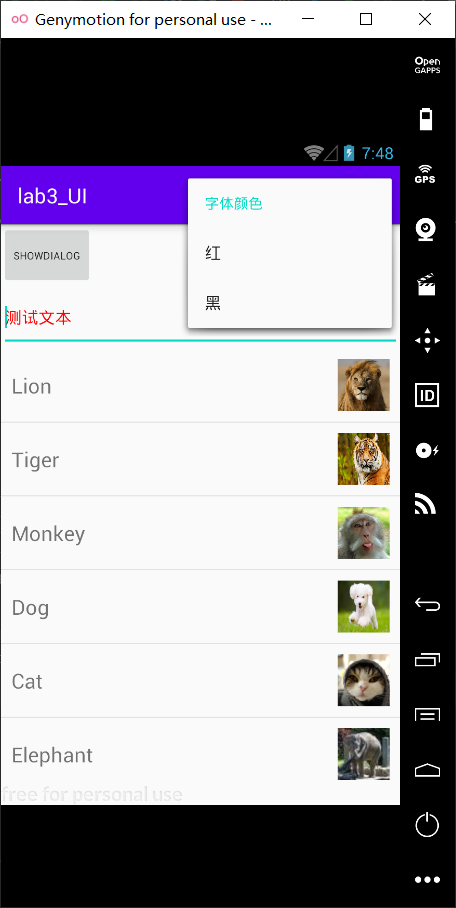 Genymotion for personal use - ...
Open
GAPPS
7:48
GPS
lab3_UI
字体颜色
红
黑
SHOWDIALOG
测试文本
Lion
ID
Tiger
Monkey
Dog
Cat
Elephant
free for personal use